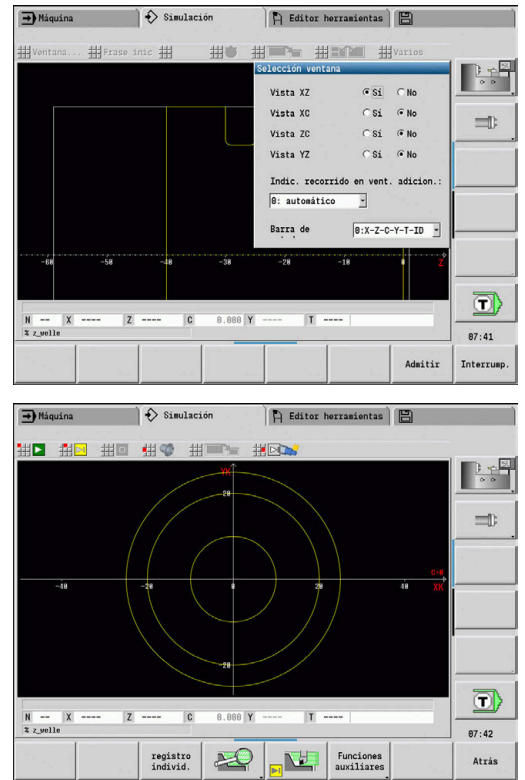 Máquina Simulación Editor herramientas
Ventana... Frase inic Varios
Selección ventana
Vista XZ Sí No
Vista XC Sí No
Vista ZC Sí No
Vista YZ Sí No
Indic. recorrido en vent. adicion.:
0: automático
Barra de 0:X-Z-C-Y-T-ID
-60 -50 -40 -30 -20 -10 0 Z
N -- X ---- Z ---- C 0.000 Y ---- T ----
% z_welle
07:41
Admitir Interrump.
Máquina Simulación Editor herramientas
YK
-20
C-0
-40 -20 0 20 40 XK
-20
N -- X ---- Z ---- C 0.000 Y ---- T ----
% z_welle
07:42
registro individ. Funciones auxiliares Atrás